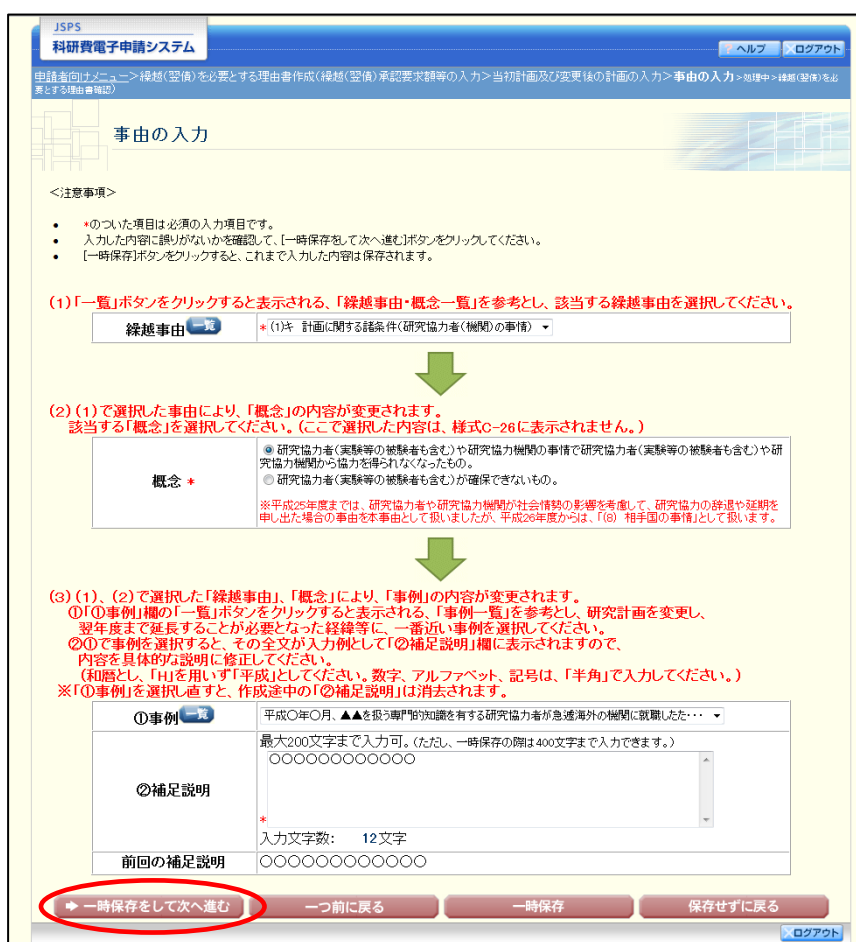 JSPS
科研費電子申請システム
ヘルプ
ログアウト
申請者向けメニュー>繰越(翌債)を必要とする理由書作成(繰越(翌債)承認要求額等の入力>当初計画及び変更後の計画の入力>事由の入力>処理中>繰越(翌債)を必
要とする理由書確認)
事由の入力
<注意事項>
• *のついた項目は必須の入力項目です。
• 入力した内容に誤りがないかを確認して、[一時保存をして次へ進む]ボタンをクリックしてください。
• [一時保存]ボタンをクリックすると、これまで入力した内容は保存されます。
(1)「一覧」ボタンをクリックすると表示される、「繰越事由・概念一覧」を参考とし、該当する繰越事由を選択してください。
繰越事由 一覧
*(1)キ 計画に関する諸条件(研究協力者(機関)の事情)
(2)(1)で選択した事由により、「概念」の内容が変更されます。
該当する「概念」を選択してください。(ここで選択した内容は、様式C-26に表示されません。)
概念 *
研究協力者(実験等の被験者も含む)や研究協力機関の事情で研究協力者(実験等の被験者も含む)や研
究協力機関から協力を得られなくなったもの。
研究協力者(実験等の被験者も含む)が確保できないもの。
※平成25年度までは、研究協力者や研究協力機関が社会情勢の影響を考慮して、研究協力の辞退や延期を
申し出た場合の事由を本事由として扱いましたが、平成26年度からは、「(8) 相手国の事情」として扱います。
(3)(1)、(2)で選択した「繰越事由」、「概念」により、「事例」の内容が変更されます。
①「①事例」欄の「一覧」ボタンをクリックすると表示される、「事例一覧」を参考とし、研究計画を変更し、
翌年度まで延長することが必要となった経緯等に、一番近い事例を選択してください。
②①で事例を選択すると、その全文が入力例として「②補足説明」欄に表示されますので、
内容を具体的な説明に修正してください。
(和暦とし、「H」を用いず「平成」としてください。数字、アルファベット、記号は、「半角」で入力してください。)
※「①事例」を選択し直すと、作成途中の「②補足説明」は消去されます。
①事例 一覧
平成○年○月、▲▲を扱う専門的知識を有する研究協力者が急遽海外の機関に就職したた・・・
最大200文字まで入力可。(ただし、一時保存の際は400文字まで入力できます。)
○○○○○○○○○○○○
②補足説明
*
入力文字数: 12文字
前回の補足説明
○○○○○○○○○○○○
一時保存をして次へ進む
一つ前に戻る
一時保存
保存せずに戻る
ログアウト